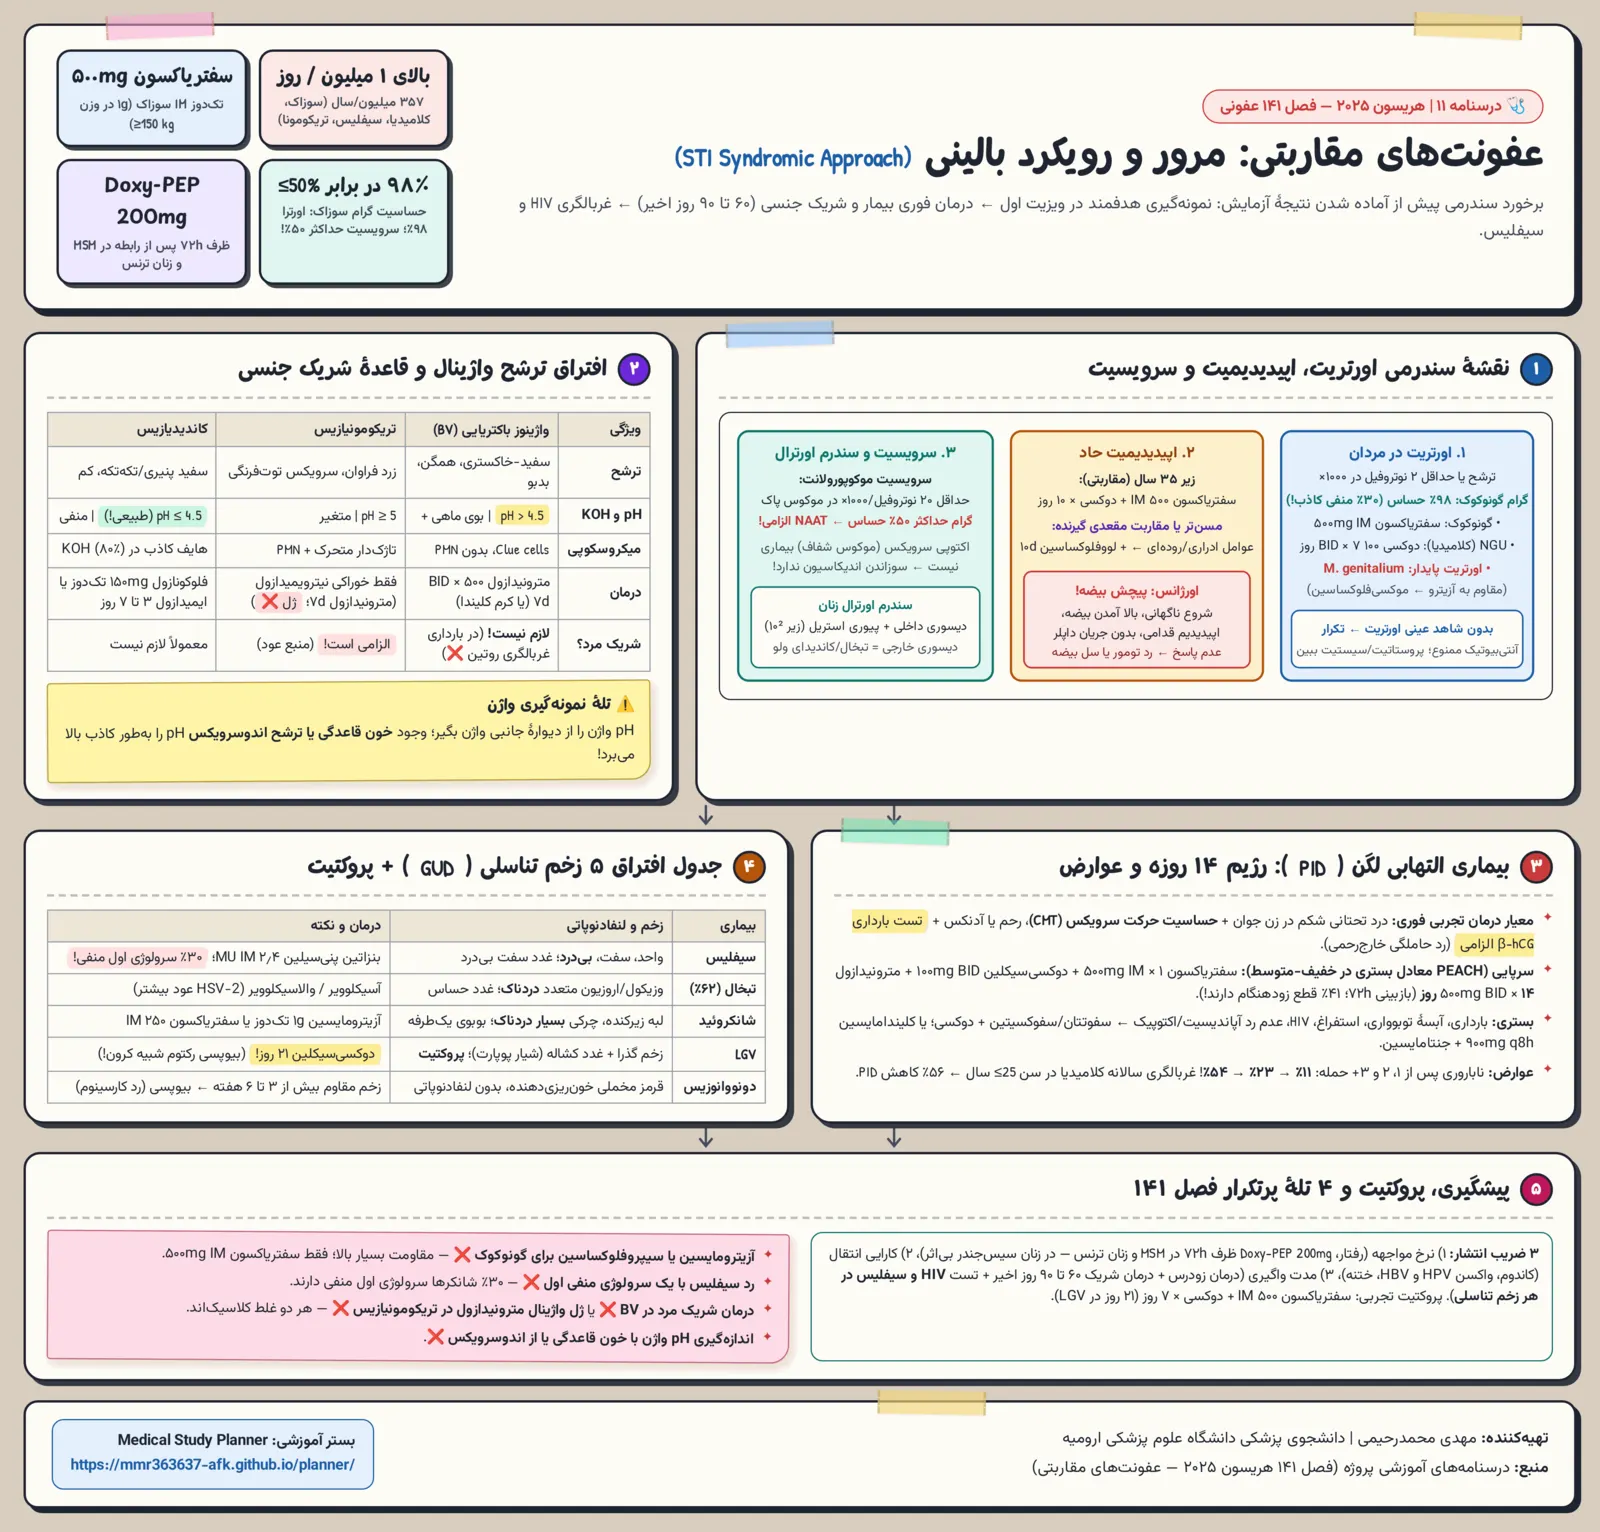 🩺 درسنامه ۱۱ | هریسون ۲۰۲۵ – فصل ۱۴۱ عفونی
عفونت‌های مقاربتی: مرور و رویکرد بالینی (STI Syndromic Approach)
برخورد سندرمی پیش از آماده شدن نتیجهٔ آزمایش: نمونه‌گیری هدفمند در ویزیت اول ← درمان فوری بیمار و شریک جنسی (۶۰ تا ۹۰ روز اخیر) ← غربالگری HIV و
سیفلیس.
بالای ۱ میلیون / روز
۳۵۷ میلیون/سال (سوزاک،
کلامیدیا، سیفلیس، تریکومونا)
سفتریاکسون ۵۰۰mg
تک‌دوز IM سوزاک (۱g در وزن
≥150 kg)
۹۸٪ در برابر ≤50%
حساسیت گرام سوزاک: اورترا
۹۸٪؛ سرویسیت حداکثر ۵۰٪!
Doxy-PEP
200mg
ظرف ۷۲h پس از رابطه در MSM
و زنان ترنس
۱ نقشهٔ سندرمی اورتریت، اپیدیدیمیت و سرویسیت
۱. اورتریت در مردان
ترشح یا حداقل ۲ نوتروفیل در ۱۰۰۰×
گرام گونوکوک: ۹۸٪ حساس (۳۰٪ منفی کاذب!)
• گونوکوک: سفتریاکسون ۵۰۰mg IM
• NGU (کلامیدیا): دوکسی ۱۰۰ BID × ۷ روز
• اورتریت پایدار: M. genitalium
(مقاوم به آزیترو ← موکسی‌فلوکساسین)
بدون شاهد عینی اورتریت ← تکرار
آنتی‌بیوتیک ممنوع؛ پروستاتیت/سیستیت ببین
۲. اپیدیدیمیت حاد
زیر ۳۵ سال (مقاربتی):
سفتریاکسون ۵۰۰ IM + دوکسی × ۱۰ روز
مسن‌تر یا مقاربت مقعدی گیرنده:
عوامل ادراری/روده‌ای ← + لووفلوکساسین ۱۰d
اورژانس: پیچش بیضه!
شروع ناگهانی، بالا آمدن بیضه،
اپیدیدیم قدامی، بدون جریان داپلر
عدم پاسخ ← رد تومور یا سل بیضه
۳. سرویسیت و سندرم اورترال
سرویسیت موکوپورولانت:
حداقل ۲۰ نوتروفیل/۱۰۰۰× در موکوس پاک
گرام حداکثر ۵۰٪ حساس ← NAAT الزامی!
اکتوپی سرویکس (موکوس شفاف) بیماری
نیست ← سوزاندن اندیکاسیون ندارد!
سندرم اورترال زنان
دیسوری داخلی + پیوری استریل (زیر ۱۰²)
دیسوری خارجی = تبخال/کاندیدای ولو
۲ افتراق ترشح واژینال و قاعدهٔ شریک جنسی
ویژگی | واژینوز باکتریایی (BV) | تریکومونیازیس | کاندیدیازیس
ترشح | سفید-خاکستری، همگن، بدبو | زرد فراوان، سرویکس توت‌فرنگی | سفید پنیری/تکه‌تکه، کم
pH و KOH | pH > ۴.۵ | بوی ماهی + | pH ≥ 5 | متغیر | pH ≤ ۴.۵ (طبیعی!) | منفی
میکروسکوپی | Clue cells، بدون PMN | تاژک‌دار متحرک + PMN | هایف کاذب در KOH (۸۰٪)
درمان | مترونیدازول ۵۰۰ BID × ۷d (یا کرم کلیندا) | فقط خوراکی نیترویمیدازول (مترونیدازول ۷d؛ ژل ❌) | فلوکونازول ۱۵۰mg تک‌دوز یا ایمیدازول ۳ تا ۷ روز
شریک مرد؟ | لازم نیست! (در بارداری غربالگری روتین ❌) | الزامی است! (منبع عود) | معمولاً لازم نیست
⚠️ تلهٔ نمونه‌گیری واژن
pH واژن را از دیوارهٔ جانبی واژن بگیر؛ وجود خون قاعدگی یا ترشح اندوسرویکس pH را به‌طور کاذب بالا
می‌برد!
۳ بیماری التهابی لگن ( PID ): رژیم ۱۴ روزه و عوارض
✦ معیار درمان تجربی فوری: درد تحتانی شکم در زن جوان + حساسیت حرکت سرویکس (CMT)، رحم یا آدنکس + تست بارداری
β-hCG الزامی (رد حاملگی خارج‌رحمی).
✦ سرپایی (PEACH معادل بستری در خفیف-متوسط): سفتریاکسون ۱ × ۵۰۰mg IM + دوکسی‌سیکلین ۱۰۰mg BID + مترونیدازول
۵۰۰mg BID × ۱۴ روز (بازبینی ۷۲h؛ ۴۱٪ قطع زودهنگام دارند!).
✦ بستری: بارداری، آبسهٔ توبوواری، استفراغ، HIV، عدم رد آپاندیسیت/اکتوپیک ← سفوتتان/سفوکسیتین + دوکسی؛ یا کلیندامایسین
۹۰۰mg q8h + جنتامایسین.
✦ عوارض: ناباروری پس از ۱، ۲ و ۳+ حمله: ۱۱٪ → ۲۳٪ → ۵۴٪! غربالگری سالانه کلامیدیا در سن ≤25 سال ← ۵۶٪ کاهش PID.
۴ جدول افتراق ۵ زخم تناسلی ( GUD ) + پروکتیت
بیماری | زخم و لنفادنوپاتی | درمان و نکته
سیفلیس | واحد، سفت، بی‌درد؛ غدد سفت بی‌درد | بنزاتین پنی‌سیلین ۲٫۴ MU IM؛ ۳۰٪ سرولوژی اول منفی!
تبخال (۶۲٪) | وزیکول/اروزیون متعدد دردناک؛ غدد حساس | آسیکلوویر / والاسیکلوویر (HSV-2 عود بیشتر)
شانکروئید | لبه زیرکنده، چرکی بسیار دردناک؛ بوبوی یک‌طرفه | آزیترومایسین ۱g تک‌دوز یا سفتریاکسون ۲۵۰ IM
LGV | زخم گذرا + غدد کشاله (شیار پوپارت)؛ پروکتیت | دوکسی‌سیکلین ۲۱ روز! (بیوپسی رکتوم شبیه کرون!)
دونووانوزیس | قرمز مخملی خون‌ریزی‌دهنده، بدون لنفادنوپاتی | زخم مقاوم بیش از ۳ تا ۶ هفته ← بیوپسی (رد کارسینوم)
۵ پیشگیری، پروکتیت و ۴ تلهٔ پرتکرار فصل ۱۴۱
۳ ضریب انتشار: ۱) نرخ مواجهه (رفتار، Doxy-PEP 200mg ظرف ۷۲h در MSM و زنان ترنس – در زنان سیس‌جندر بی‌اثر)، ۲) کارایی انتقال
(کاندوم، واکسن HPV و HBV، ختنه)، ۳) مدت واگیری (درمان زودرس + درمان شریک ۶۰ تا ۹۰ روز اخیر + تست HIV و سیفلیس در
هر زخم تناسلی). پروکتیت تجربی: سفتریاکسون ۵۰۰ IM + دوکسی × ۷ روز (۲۱ روز در LGV).
✦ آزیترومایسین یا سیپروفلوکساسین برای گونوکوک ❌ – مقاومت بسیار بالا؛ فقط سفتریاکسون ۵۰۰mg IM.
✦ رد سیفلیس با یک سرولوژی منفی اول ❌ – ۳۰٪ شانکرها سرولوژی اول منفی دارند.
✦ درمان شریک مرد در BV ❌ یا ژل واژینال مترونیدازول در تریکومونیازیس ❌ – هر دو غلط کلاسیک‌اند.
✦ اندازه‌گیری pH واژن با خون قاعدگی یا از اندوسرویکس ❌.
تهیه‌کننده: مهدی محمدرحیمی | دانشجوی پزشکی دانشگاه علوم پزشکی ارومیه
منبع: درسنامه‌های آموزشی پروژه (فصل ۱۴۱ هریسون ۲۰۲۵ – عفونت‌های مقاربتی)
بستر آموزشی: Medical Study Planner
https://mmr363637-afk.github.io/planner/